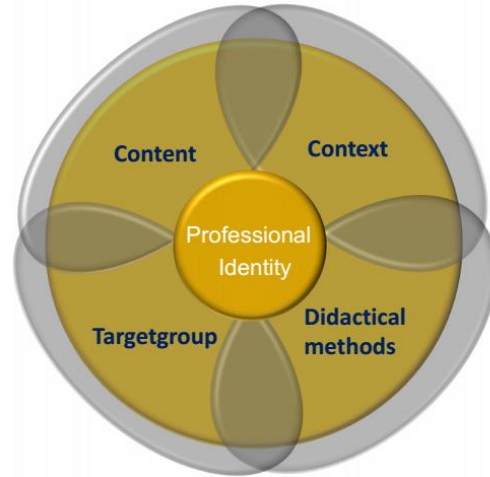 Content
Context
Professional
Identity
Targetgroup
Didactical
methods